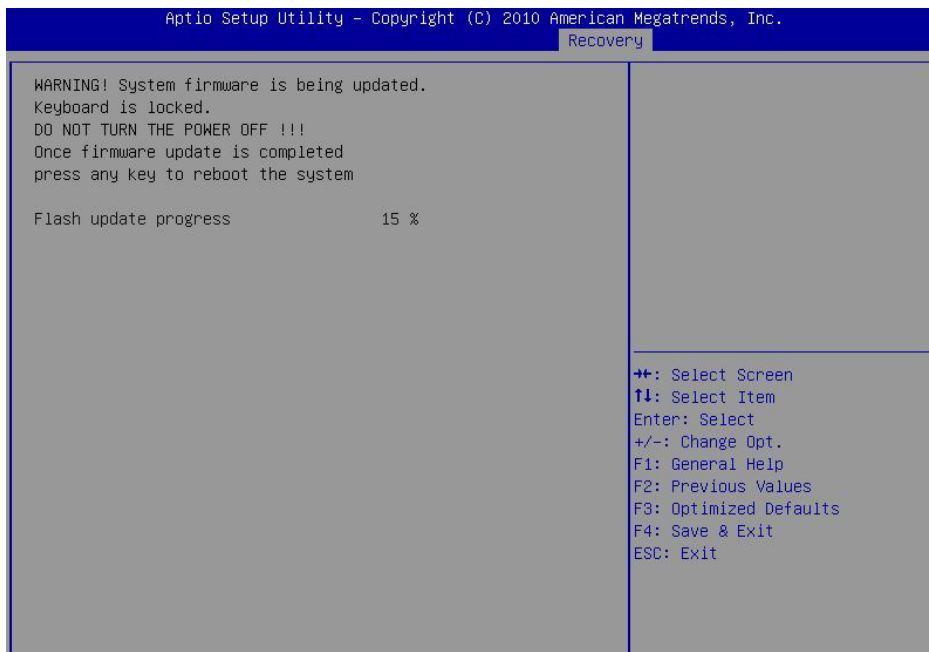 Aptio Setup Utility – Copyright (C) 2010 American Megatrends, Inc.
Recovery
WARNING! System firmware is being updated.
Keyboard is locked.
DO NOT TURN THE POWER OFF !!!
Once firmware update is completed
press any key to reboot the system
Flash update progress 15 %
→←: Select Screen
↑↓: Select Item
Enter: Select
+/-: Change Opt.
F1: General Help
F2: Previous Values
F3: Optimized Defaults
F4: Save & Exit
ESC: Exit